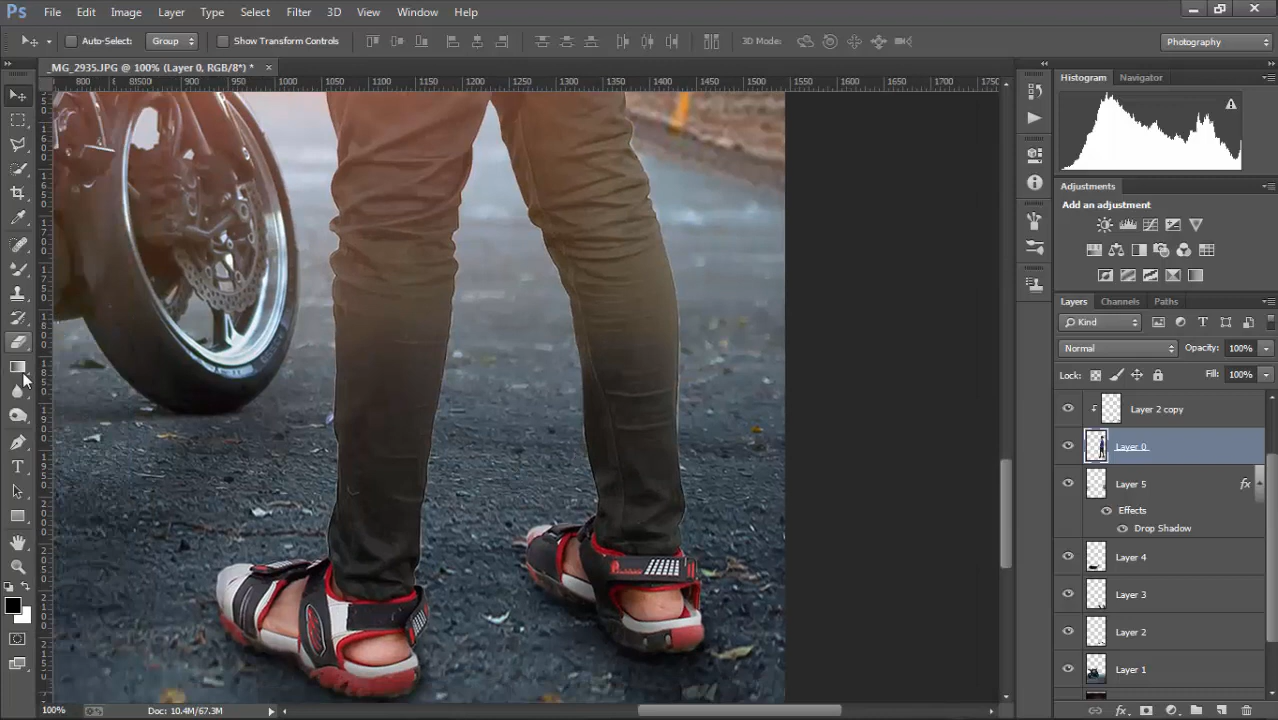 Ps File Edit Image Layer Type Select Filter 3D View Window Help
Auto-Select: Group Show Transform Controls 3D Mode: Photography
_MG_2935.JPG @ 100% (Layer 0, RGB/8*) * ×
800 850 900 950 1000 1050 1100 1150 1200 1250 1300 1350 1400 1450 1500 1550 1600 1650 1700 1750
Histogram Navigator
Adjustments
Add an adjustment
Layers Channels Paths
Kind
Normal Opacity: 100%
Lock: Fill: 100%
Layer 2 copy
Layer 0
Layer 5 fx
Effects
Drop Shadow
Layer 4
Layer 3
Layer 2
Layer 1
100% Doc: 10.4M/67.3M